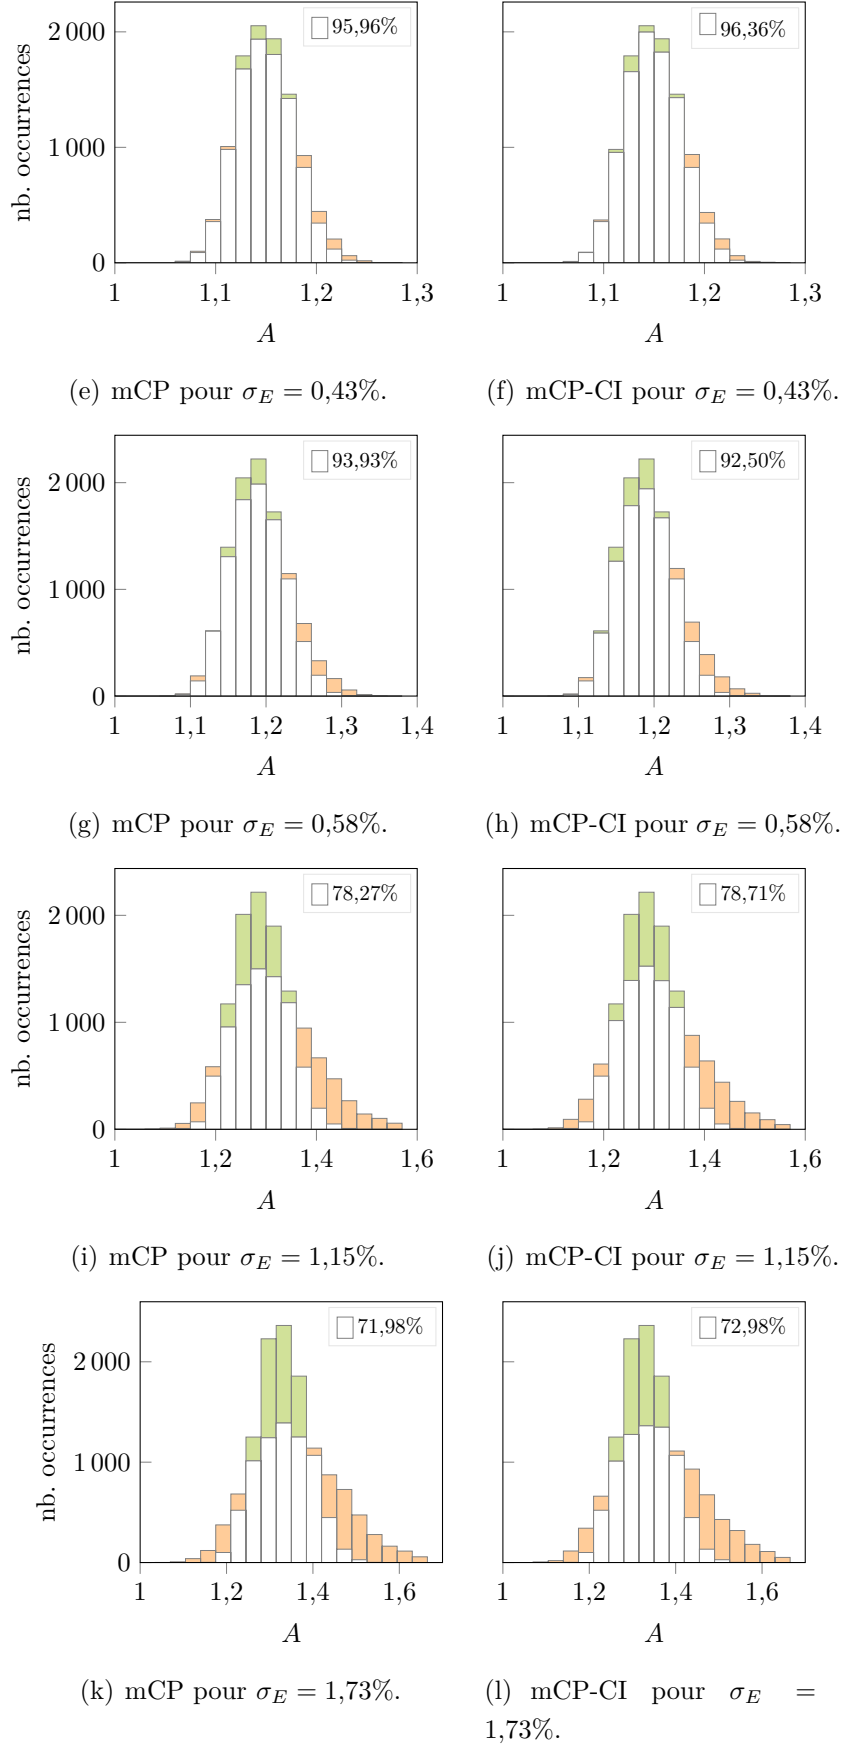 2 000
1 000
0
nb. occurrences
95,96%
1 1,1 1,2 1,3
A
(e) mCP pour σ_E = 0,43%.
96,36%
1 1,1 1,2 1,3
A
(f) mCP-CI pour σ_E = 0,43%.
2 000
1 000
0
nb. occurrences
93,93%
1 1,1 1,2 1,3 1,4
A
(g) mCP pour σ_E = 0,58%.
92,50%
1 1,1 1,2 1,3 1,4
A
(h) mCP-CI pour σ_E = 0,58%.
2 000
1 000
0
nb. occurrences
78,27%
1 1,2 1,4 1,6
A
(i) mCP pour σ_E = 1,15%.
78,71%
1 1,2 1,4 1,6
A
(j) mCP-CI pour σ_E = 1,15%.
2 000
1 000
0
nb. occurrences
71,98%
1 1,2 1,4 1,6
A
(k) mCP pour σ_E = 1,73%.
72,98%
1 1,2 1,4 1,6
A
(l) mCP-CI pour σ_E =
1,73%.